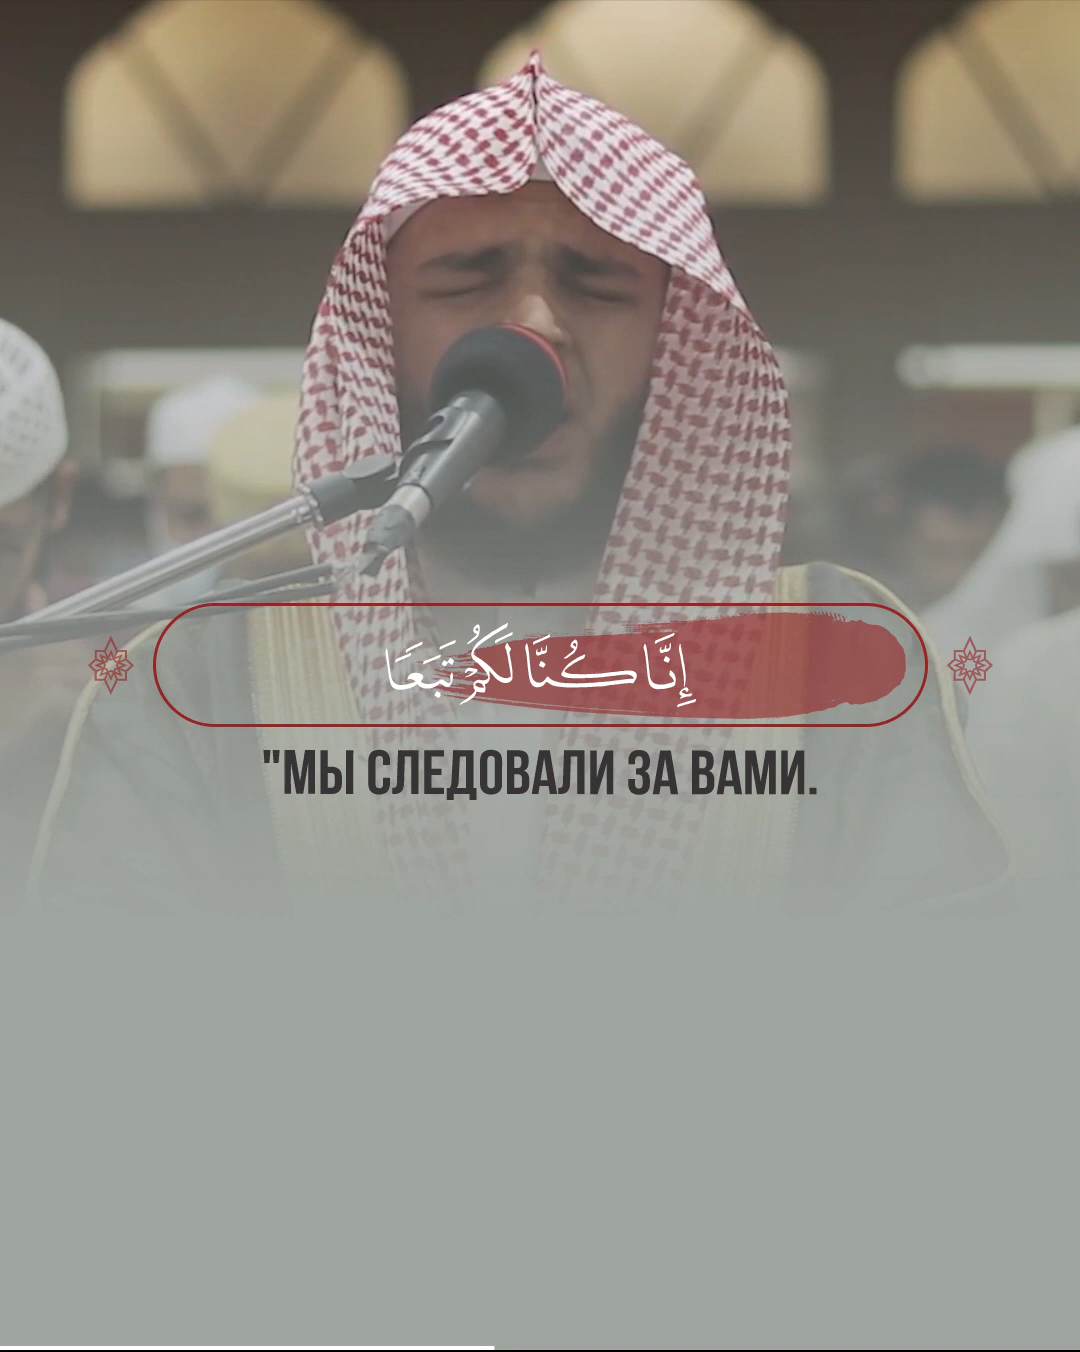 إِنَّا كُنَّا لَكُمْ تَبَعًا
"МЫ СЛЕДОВАЛИ ЗА ВАМИ.